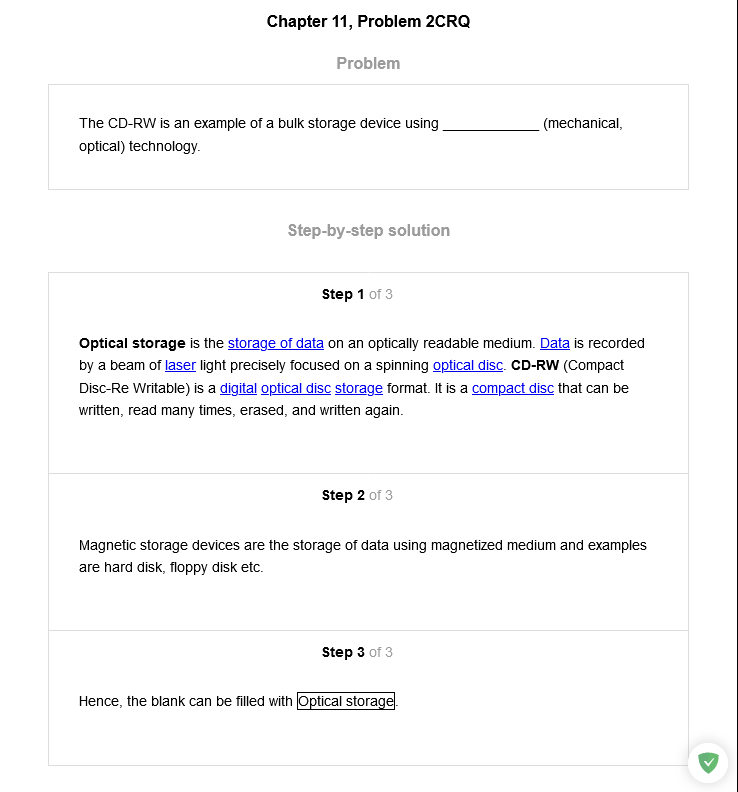 Chapter 11, Problem 2CRQ
Problem
The CD-RW is an example of a bulk storage device using ____________ (mechanical,
optical) technology.
Step-by-step solution
Step 1 of 3
Optical storage is the storage of data on an optically readable medium. Data is recorded
by a beam of laser light precisely focused on a spinning optical disc. CD-RW (Compact
Disc-Re Writable) is a digital optical disc storage format. It is a compact disc that can be
written, read many times, erased, and written again.
Step 2 of 3
Magnetic storage devices are the storage of data using magnetized medium and examples
are hard disk, floppy disk etc.
Step 3 of 3
Hence, the blank can be filled with Optical storage.